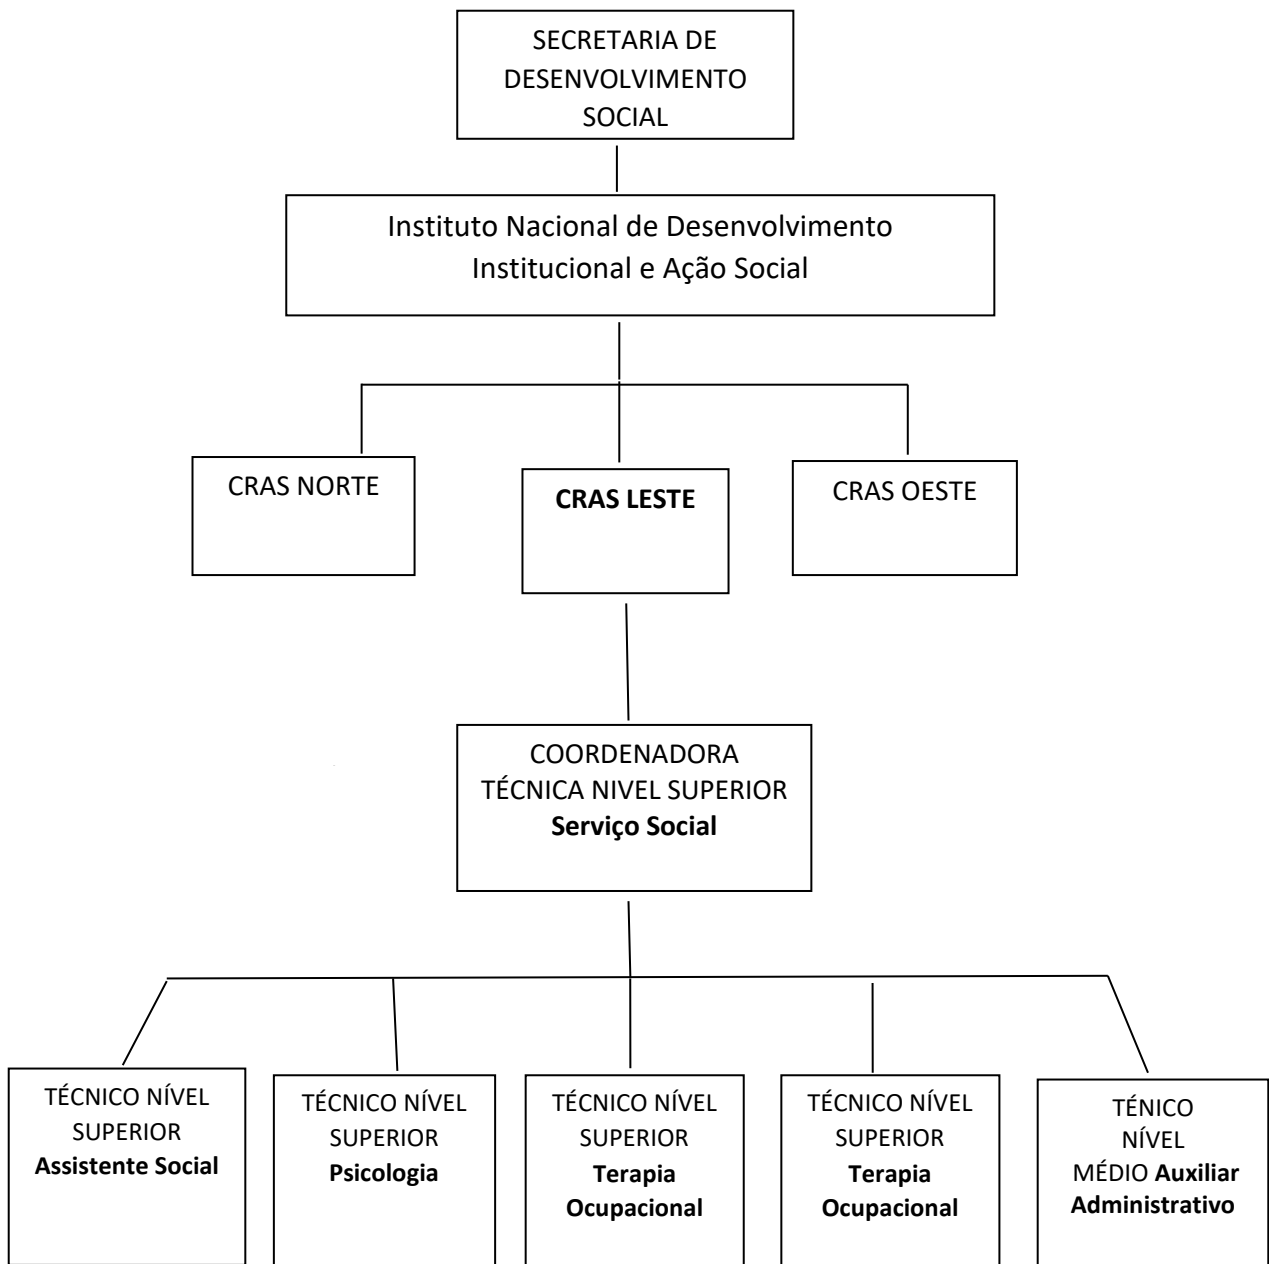 SECRETARIA DE
DESENVOLVIMENTO
SOCIAL
Instituto Nacional de Desenvolvimento
Institucional e Ação Social
CRAS NORTE
CRAS LESTE
CRAS OESTE
COORDENADORA
TÉCNICA NIVEL SUPERIOR
Serviço Social
TÉCNICO NÍVEL
SUPERIOR
Assistente Social
TÉCNICO NÍVEL
SUPERIOR
Psicologia
TÉCNICO NÍVEL
SUPERIOR
Terapia
Ocupacional
TÉCNICO NÍVEL
SUPERIOR
Terapia
Ocupacional
TÉNICO
NÍVEL
MÉDIO Auxiliar
Administrativo